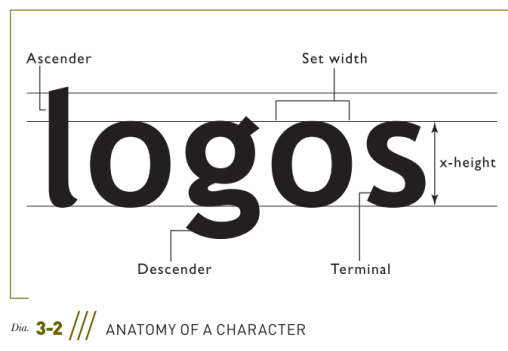 Ascender
Set width
logos
x-height
Descender
Terminal
Dia. 3-2 /// ANATOMY OF A CHARACTER